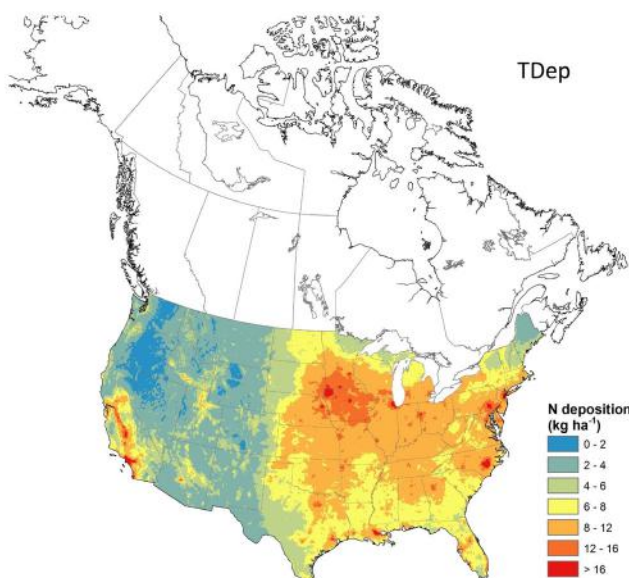 TDep
N deposition
(kg ha⁻¹)
0 - 2
2 - 4
4 - 6
6 - 8
8 - 12
12 - 16
> 16